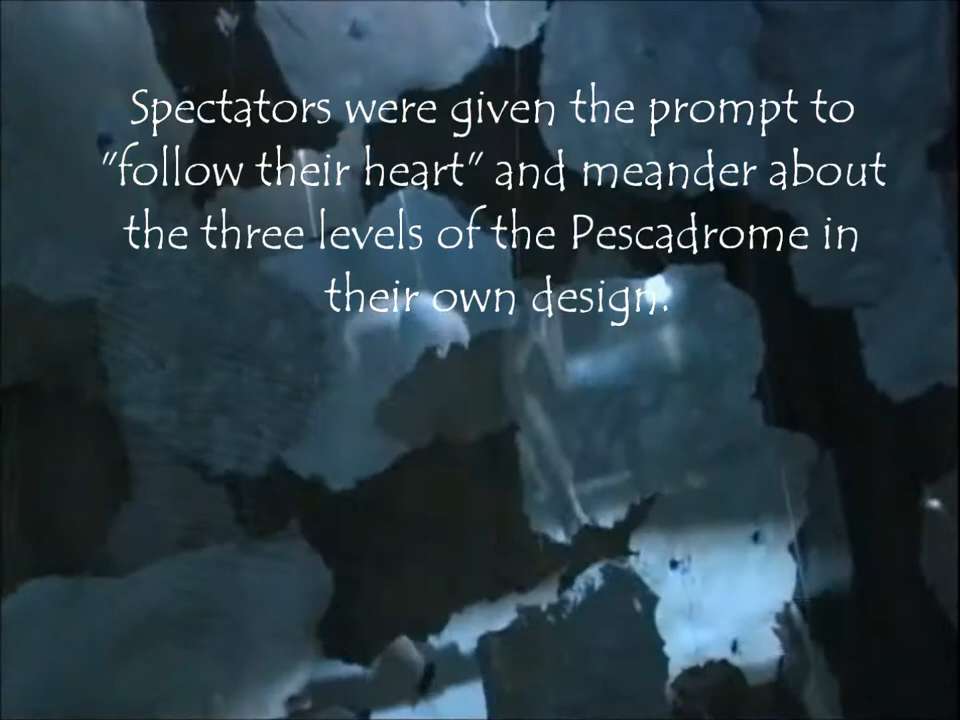 Spectators were given the prompt to
"follow their heart" and meander about
the three levels of the Pescadrome in
their own design.